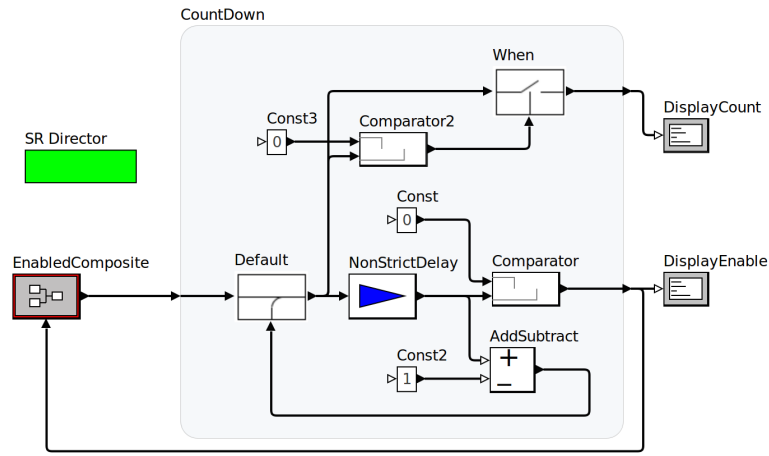 CountDown
When
DisplayCount
Const3
0
Comparator2
SR Director
Const
0
EnabledComposite
Default
NonStrictDelay
Comparator
DisplayEnable
AddSubtract
Const2
1
+
−